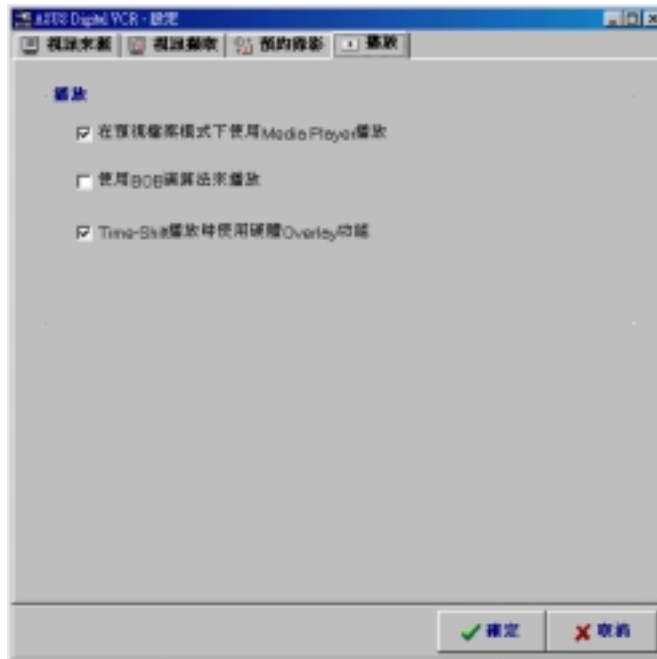 ASUS Digital VCR - 設定
視訊來源 視訊擷取 預約錄影 播放
播放
在預視檔案模式下使用Media Player播放
使用BOB演算法來播放
Time-Shift播放時使用硬體Overlay功能
確定 取消